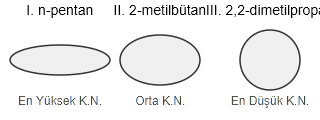 I. n-pentan II. 2-metilbütan III. 2,2-dimetilpropa
En Yüksek K.N. Orta K.N. En Düşük K.N.